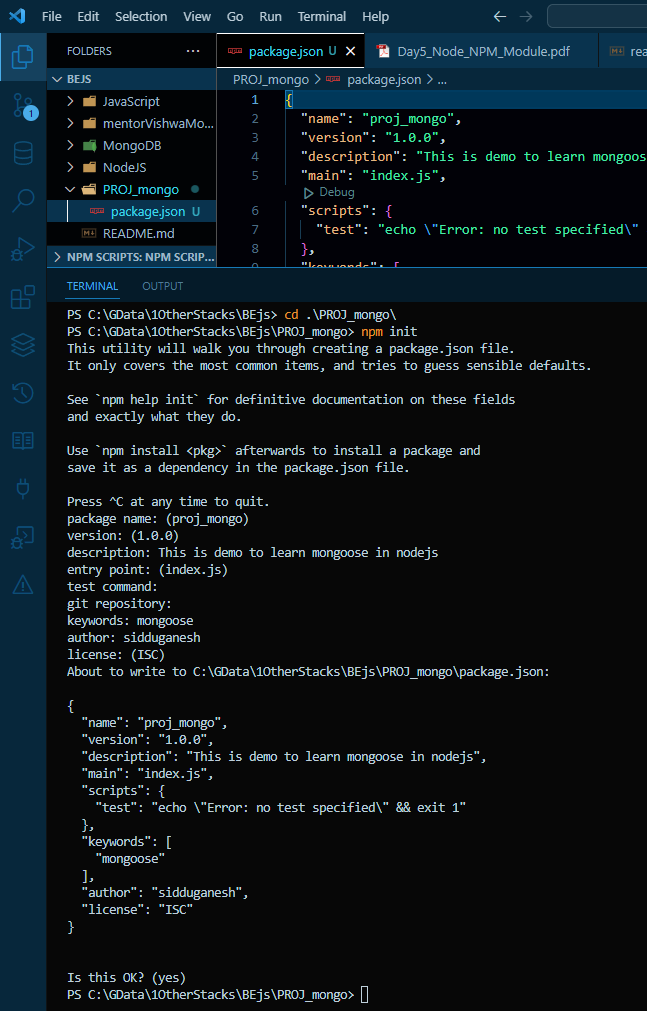 File Edit Selection View Go Run Terminal Help
FOLDERS ...
BEJS
JavaScript
mentorVishwaMo...
MongoDB
NodeJS
PROJ_mongo
package.json U
README.md
NPM SCRIPTS: NPM SCRIP...
1
package.json U
Day5_Node_NPM_Module.pdf
rea
PROJ_mongo > package.json > ...
1 {
2 "name": "proj_mongo",
3 "version": "1.0.0",
4 "description": "This is demo to learn mongoos
5 "main": "index.js",
Debug
6 "scripts": {
7 "test": "echo \"Error: no test specified\"
8 },
9 "keywords": [
TERMINAL OUTPUT
PS C:\GData\1OtherStacks\BEjs> cd .\PROJ_mongo\
PS C:\GData\1OtherStacks\BEjs\PROJ_mongo> npm init
This utility will walk you through creating a package.json file.
It only covers the most common items, and tries to guess sensible defaults.
See `npm help init` for definitive documentation on these fields
and exactly what they do.
Use `npm install <pkg>` afterwards to install a package and
save it as a dependency in the package.json file.
Press ^C at any time to quit.
package name: (proj_mongo)
version: (1.0.0)
description: This is demo to learn mongoose in nodejs
entry point: (index.js)
test command:
git repository:
keywords: mongoose
author: sidduganesh
license: (ISC)
About to write to C:\GData\1OtherStacks\BEjs\PROJ_mongo\package.json:
{
"name": "proj_mongo",
"version": "1.0.0",
"description": "This is demo to learn mongoose in nodejs",
"main": "index.js",
"scripts": {
"test": "echo \"Error: no test specified\" && exit 1"
},
"keywords": [
"mongoose"
],
"author": "sidduganesh",
"license": "ISC"
}
Is this OK? (yes)
PS C:\GData\1OtherStacks\BEjs\PROJ_mongo>